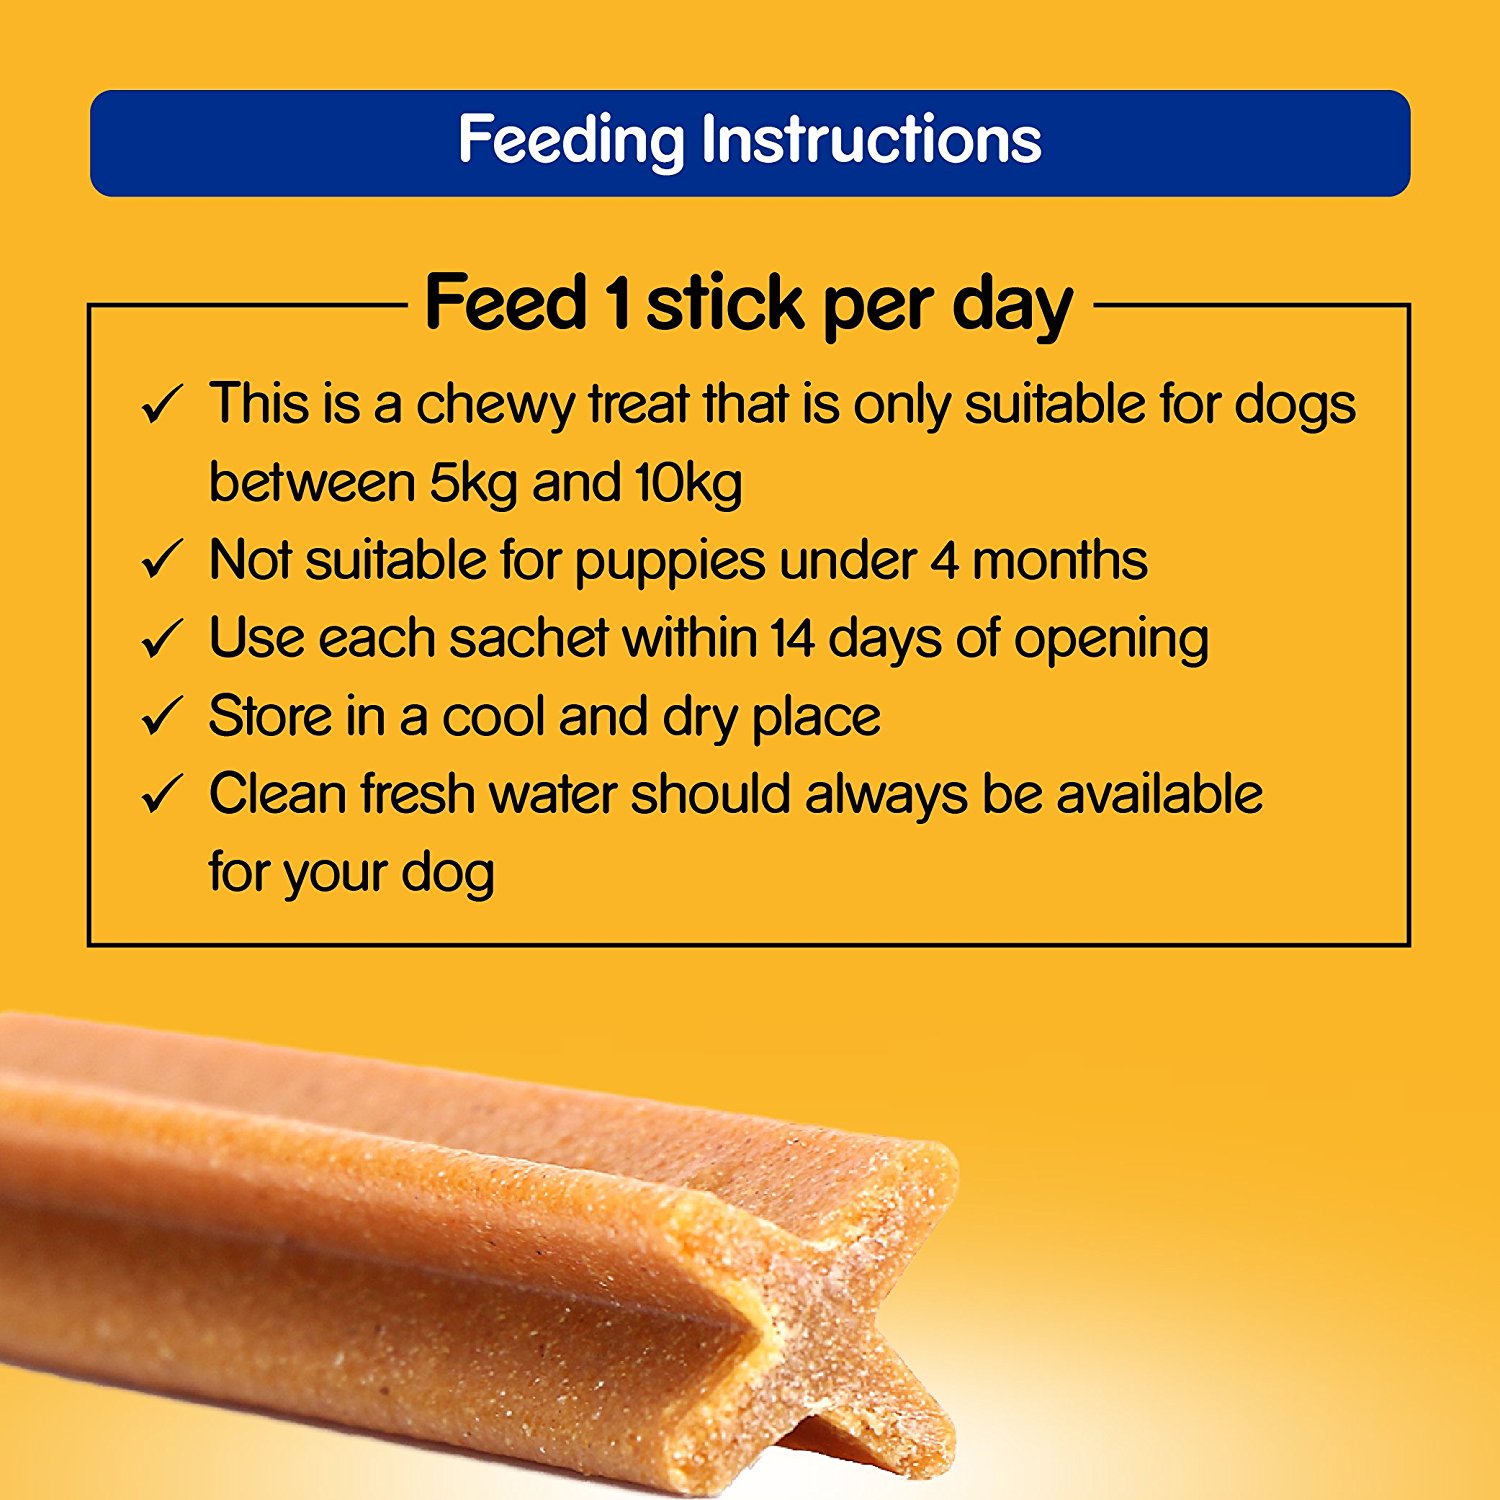 Feeding Instructions
Feed 1 stick per day
✓ This is a chewy treat that is only suitable for dogs
between 5kg and 10kg
✓ Not suitable for puppies under 4 months
✓ Use each sachet within 14 days of opening
✓ Store in a cool and dry place
✓ Clean fresh water should always be available
for your dog